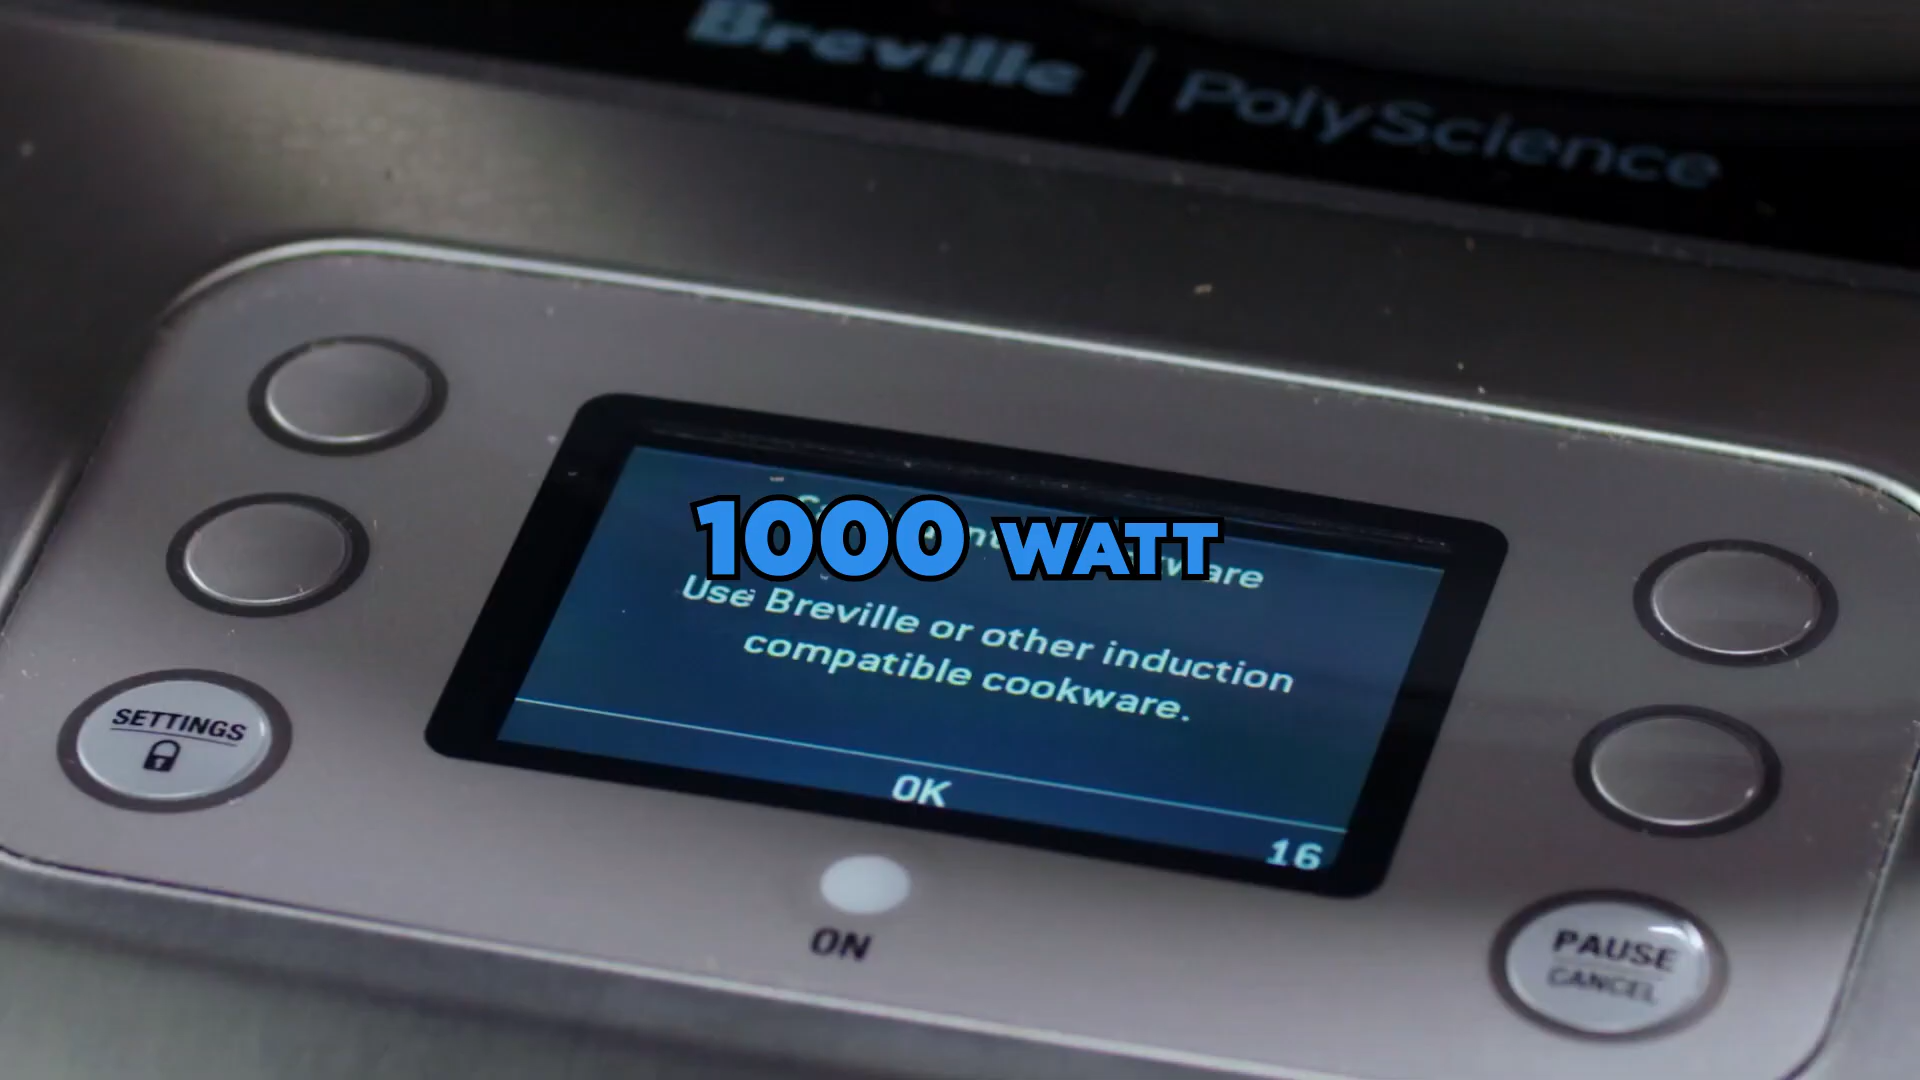 Breville | PolyScience
1000 WATT
Use Breville or other induction
compatible cookware.
OK
16
SETTINGS
ON
PAUSE
CANCEL